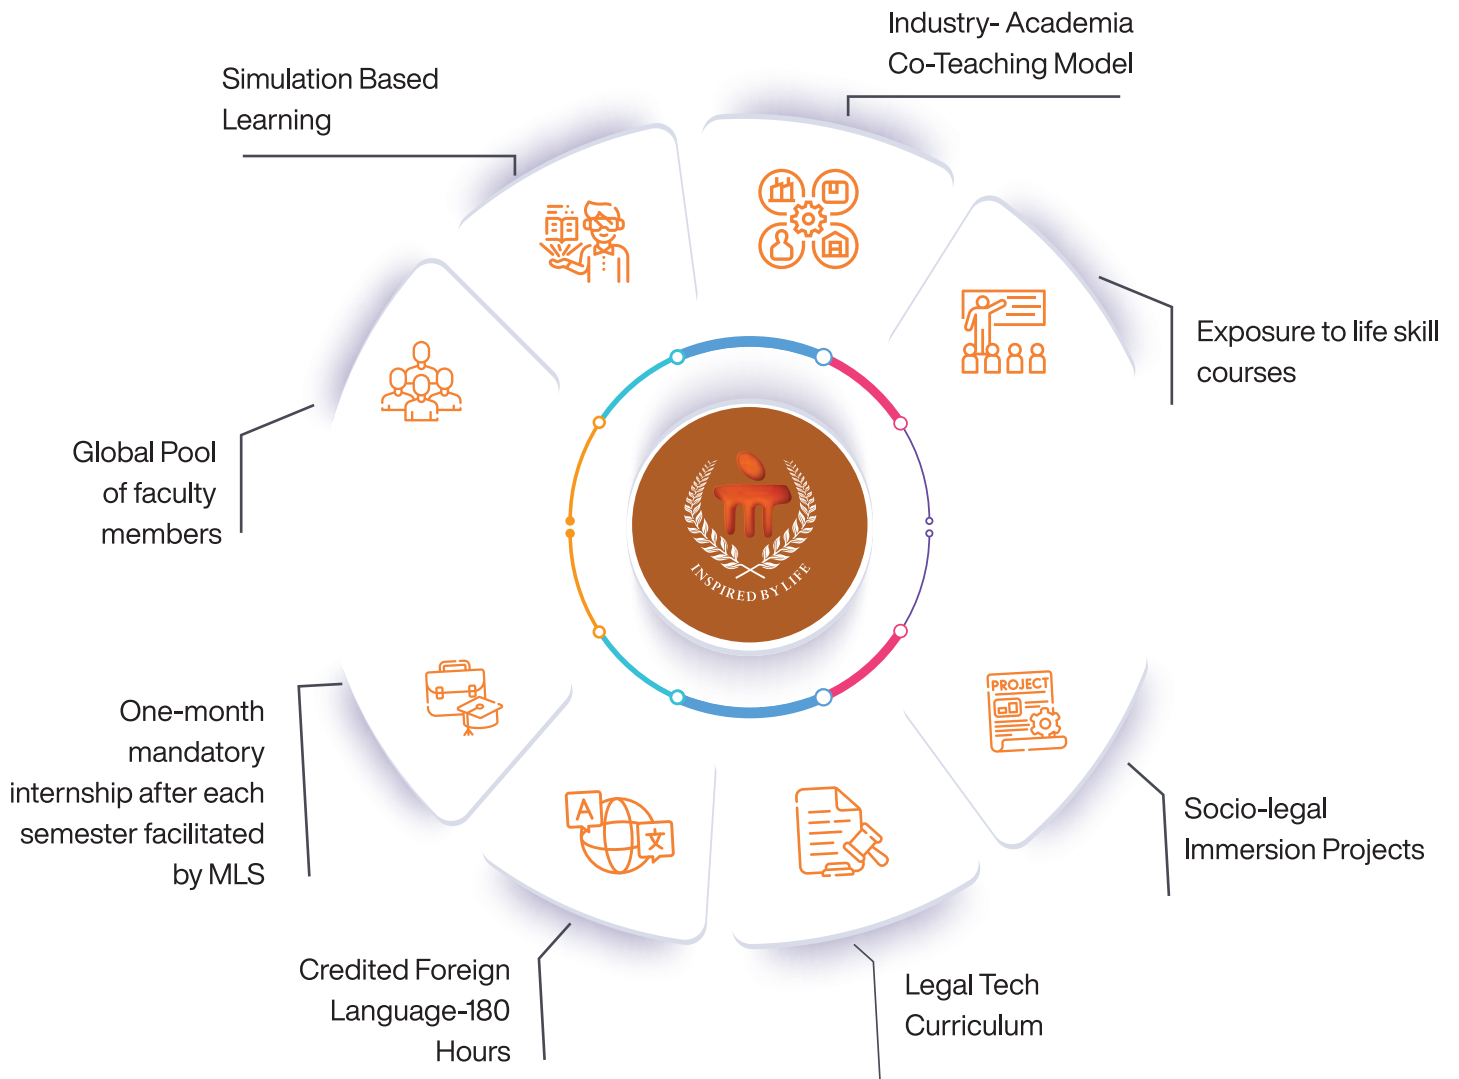 Industry- Academia
Co-Teaching Model
Simulation Based
Learning
Exposure to life skill
courses
Global Pool
of faculty
members
INSPIRED BY LIFE
PROJECT
One-month
mandatory
internship after each
semester facilitated
by MLS
A
文
Socio-legal
Immersion Projects
Credited Foreign
Language-180
Hours
Legal Tech
Curriculum